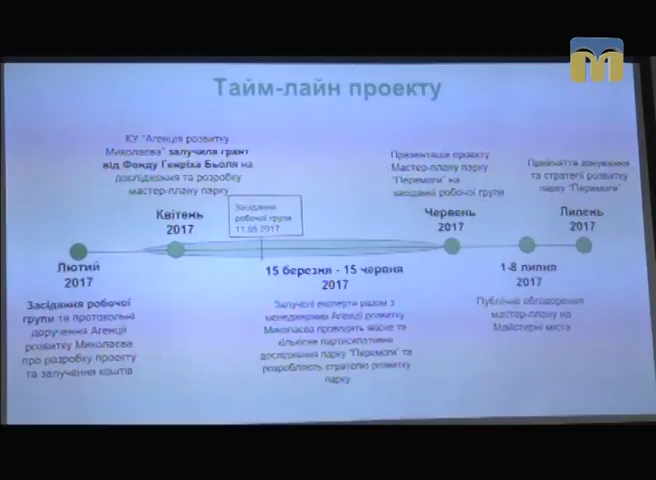 Тайм-лайн проекту
КУ "Агенція розвитку
Миколаєва" залучила грант
від Фонду Генріха Бьоля на
дослідження та розробку
мастер-плану парку
Квітень
2017
Засідання
робочої групи
11.05.2017
Презентація проекту
Мастер-плану парку
"Перемоги" на
засіданні робочої групи
Червень
2017
Прийняття документу
та стратегії розвитку
парку "Перемоги"
Липень
2017
Лютий
2017
Засідання робочої
групи та протокольні
доручення Агенції
розвитку Миколаєва
про розробку проекту
та залучення коштів
15 березня - 15 червня
2017
Залучені експерти разом з
менеджерами Агенції розвитку
Миколаєва проводять якісне та
кількісне партисипативне
дослідження парку "Перемоги" та
розробляють стратегію розвитку
парку
1-8 липня
2017
Публічне обговорення
мастер-плану на
Майстерні міста